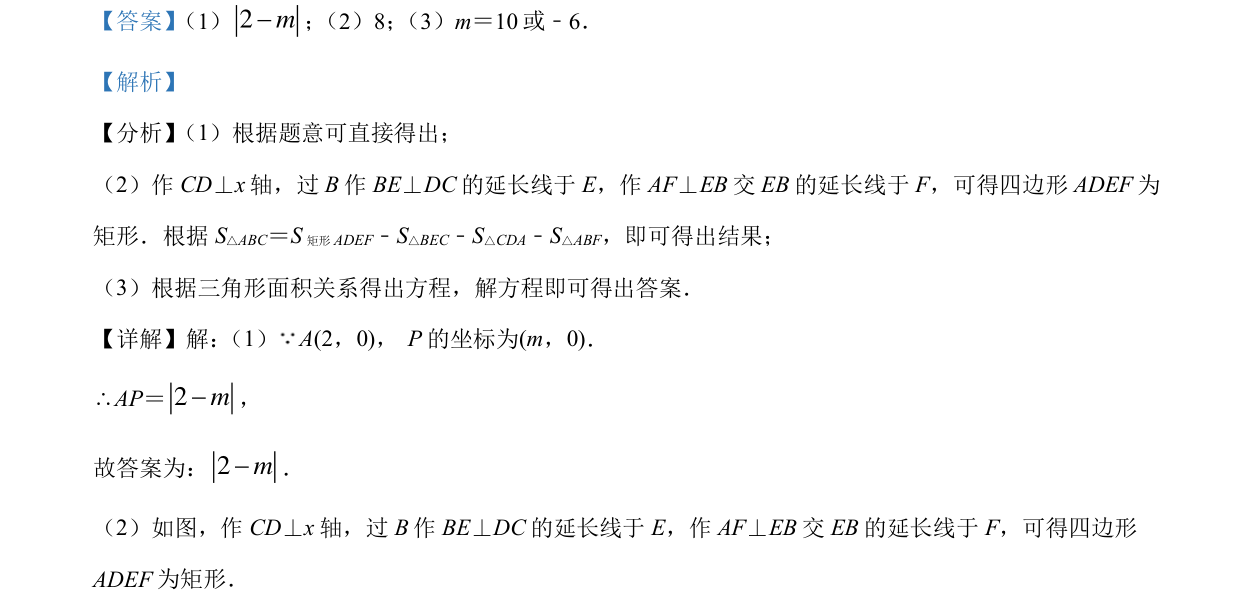 【答案】（1）|2−m|；（2）8；（3）m＝10或﹣6．
【解析】
【分析】（1）根据题意可直接得出；
（2）作 CD⊥x 轴，过 B 作 BE⊥DC 的延长线于 E，作 AF⊥EB 交 EB 的延长线于 F，可得四边形 ADEF 为
矩形．根据 S△ABC＝S 矩形 ADEF﹣S△BEC﹣S△CDA﹣S△ABF，即可得出结果；
（3）根据三角形面积关系得出方程，解方程即可得出答案．
【详解】解：（1）∵A(2，0)， P 的坐标为(m，0)．
∴AP＝|2−m|，
故答案为：|2−m|．
（2）如图，作 CD⊥x 轴，过 B 作 BE⊥DC 的延长线于 E，作 AF⊥EB 交 EB 的延长线于 F，可得四边形
ADEF 为矩形．